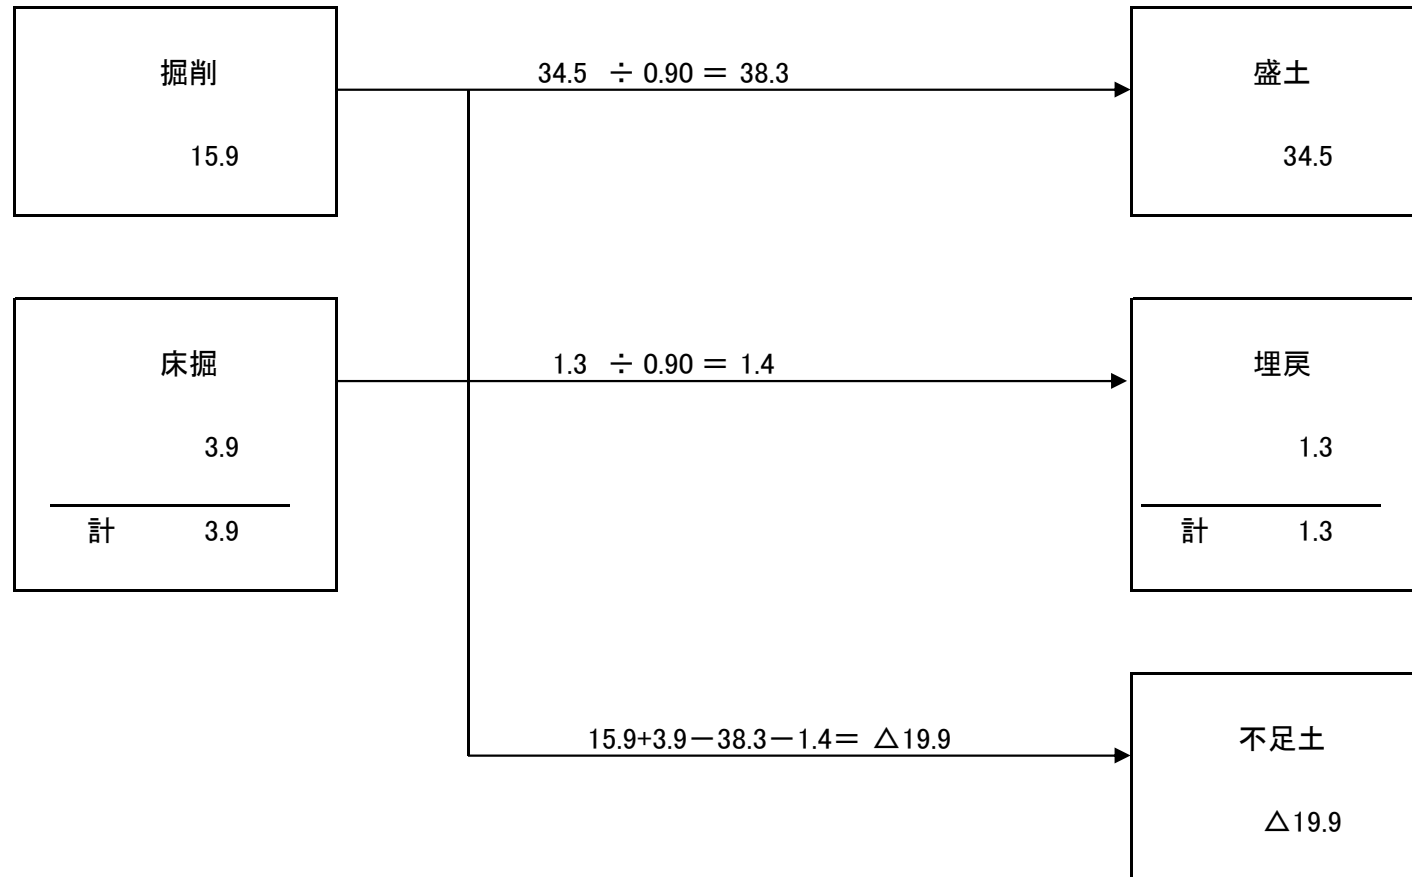 掘削
34.5 ÷ 0.90 = 38.3
盛土
15.9
34.5
床掘
1.3 ÷ 0.90 = 1.4
埋戻
3.9
1.3
計 3.9
計 1.3
15.9+3.9－38.3－1.4＝ △19.9
不足土
△19.9